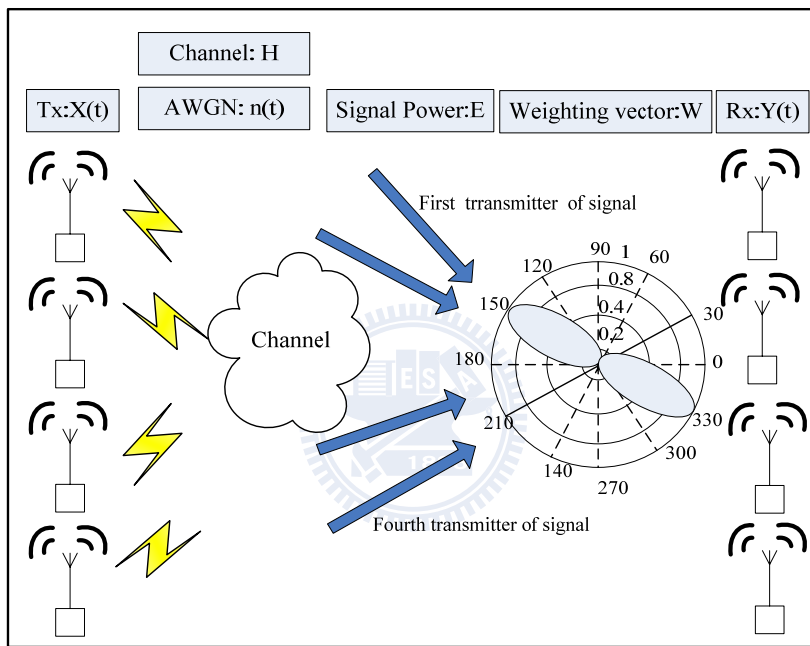 Channel: H
Tx:X(t)
AWGN: n(t)
Signal Power:E
Weighting vector:W
Rx:Y(t)
First trransmitter of signal
90
1
60
120
0.8
150
0.4
30
0.2
Channel
180
0
E S A
210
330
18
140
300
270
Fourth transmitter of signal